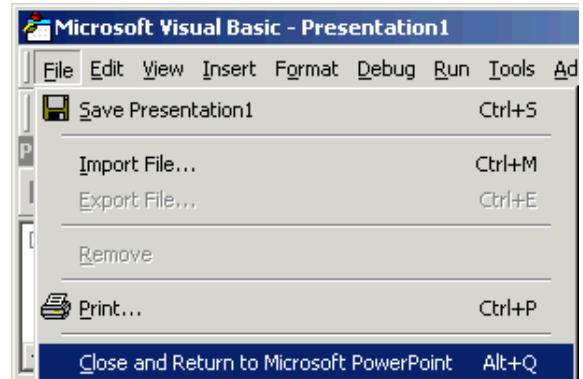 Microsoft Visual Basic - Presentation1
File Edit View Insert Format Debug Run Tools Ad
Save Presentation1 Ctrl+S
Import File... Ctrl+M
Export File... Ctrl+E
Remove
Print... Ctrl+P
Close and Return to Microsoft PowerPoint Alt+Q